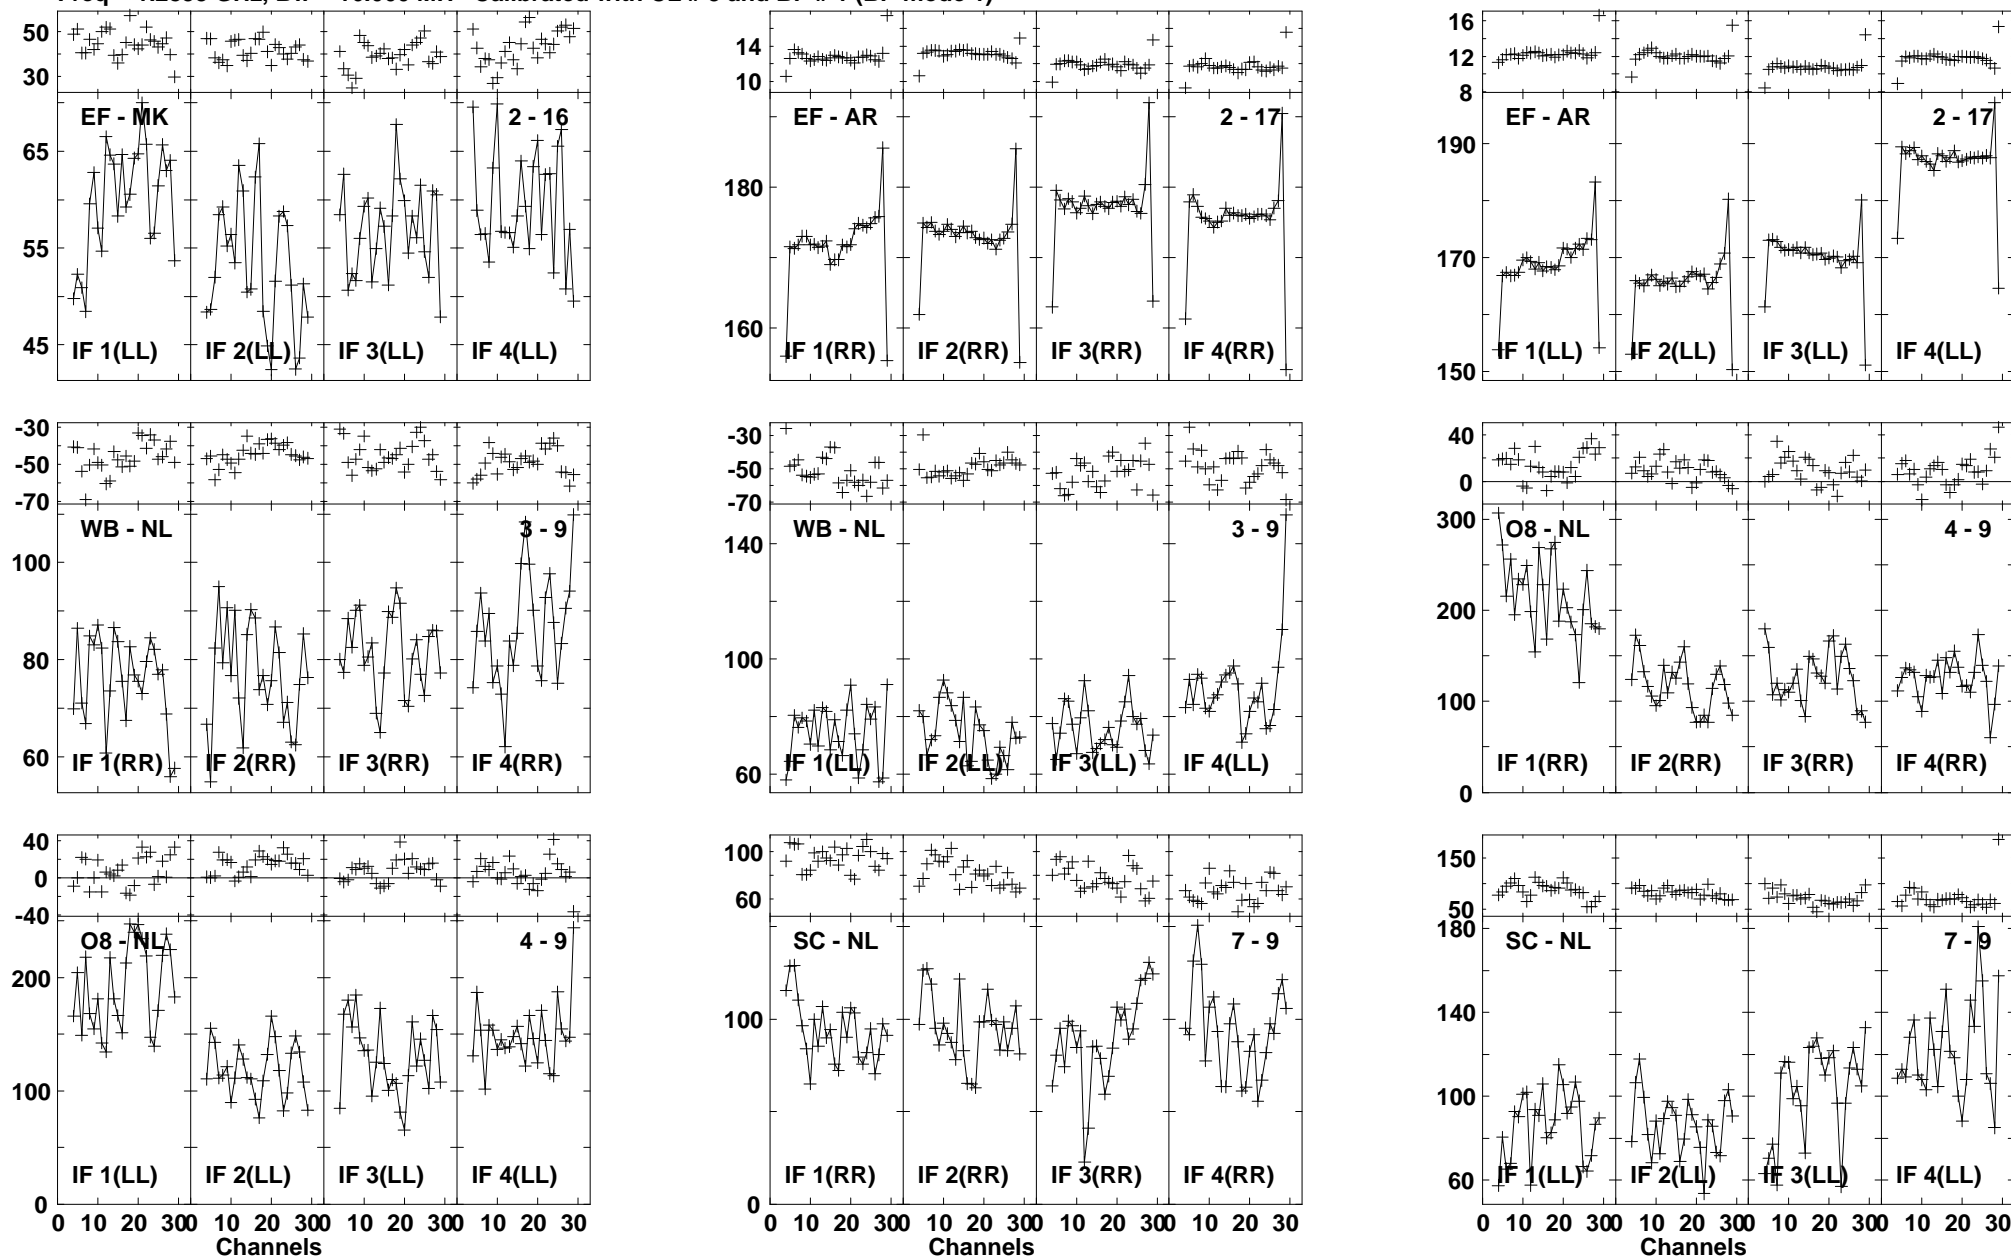 50 30 14 10 16 12 8
EF - MK 2 - 16 EF - AR 2 - 17 EF - AR 2 - 17
65 55 45
180 160
190 170 150
IF 1(LL) IF 2(LL) IF 3(LL) IF 4(LL) IF 1(RR) IF 2(RR) IF 3(RR) IF 4(RR) IF 1(LL) IF 2(LL) IF 3(LL) IF 4(LL)
-30 -50 -70 -30 -50 -70 40 0
WB - NL 3 - 9 WB - NL 3 - 9 O8 - NL 4 - 9
100 80 60
140 100 60
300 200 100 0
IF 1(RR) IF 2(RR) IF 3(RR) IF 4(RR) IF 1(LL) IF 2(LL) IF 3(LL) IF 4(LL) IF 1(RR) IF 2(RR) IF 3(RR) IF 4(RR)
40 0 -40 100 60 150 50
O8 - NL 4 - 9 SC - NL 7 - 9 SC - NL 7 - 9
200 100 0
100 0
180 140 100 60
IF 1(LL) IF 2(LL) IF 3(LL) IF 4(LL) IF 1(RR) IF 2(RR) IF 3(RR) IF 4(RR) IF 1(LL) IF 2(LL) IF 3(LL) IF 4(LL)
0 10 20 30 0 10 20 30 0 10 20 30 0 10 20 30 0 10 20 30 0 10 20 30 0 10 20 30 0 10 20 30 0 10 20 30 0 10 20 30 0 10 20 30 0 10 20 30
Channels Channels Channels